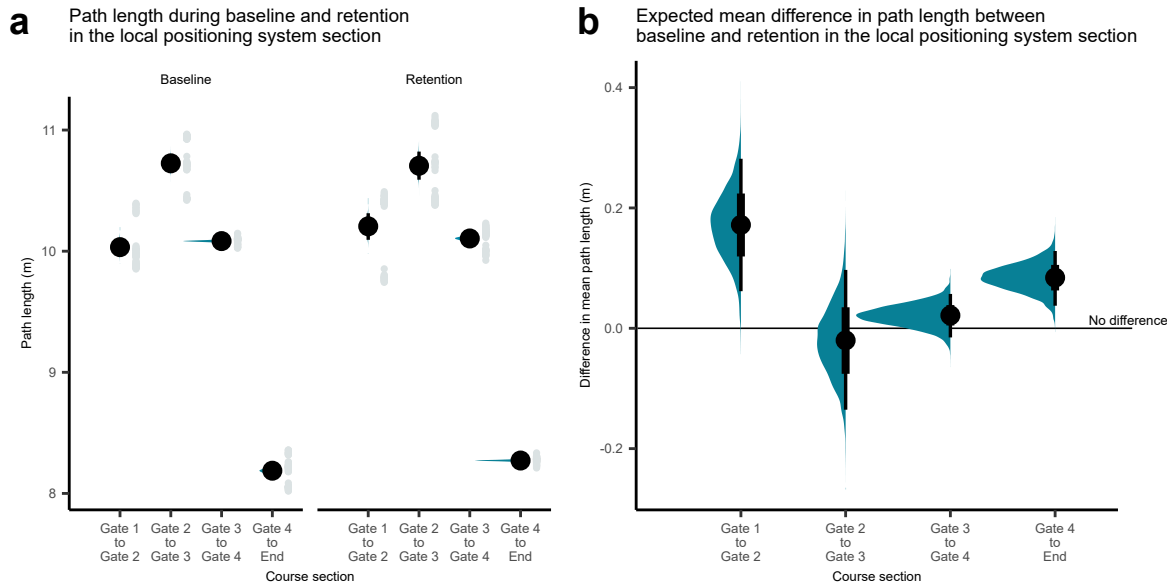 a
Path length during baseline and retention
in the local positioning system section
Baseline
Retention
Path length (m)
11
10
9
8
Gate 1
to
Gate 2
Gate 2
to
Gate 3
Gate 3
to
Gate 4
Gate 4
to
End
Gate 1
to
Gate 2
Gate 2
to
Gate 3
Gate 3
to
Gate 4
Gate 4
to
End
Course section
b
Expected mean difference in path length between
baseline and retention in the local positioning system section
Difference in mean path length (m)
0.4
0.2
0.0
-0.2
No difference
Gate 1
to
Gate 2
Gate 2
to
Gate 3
Gate 3
to
Gate 4
Gate 4
to
End
Course section